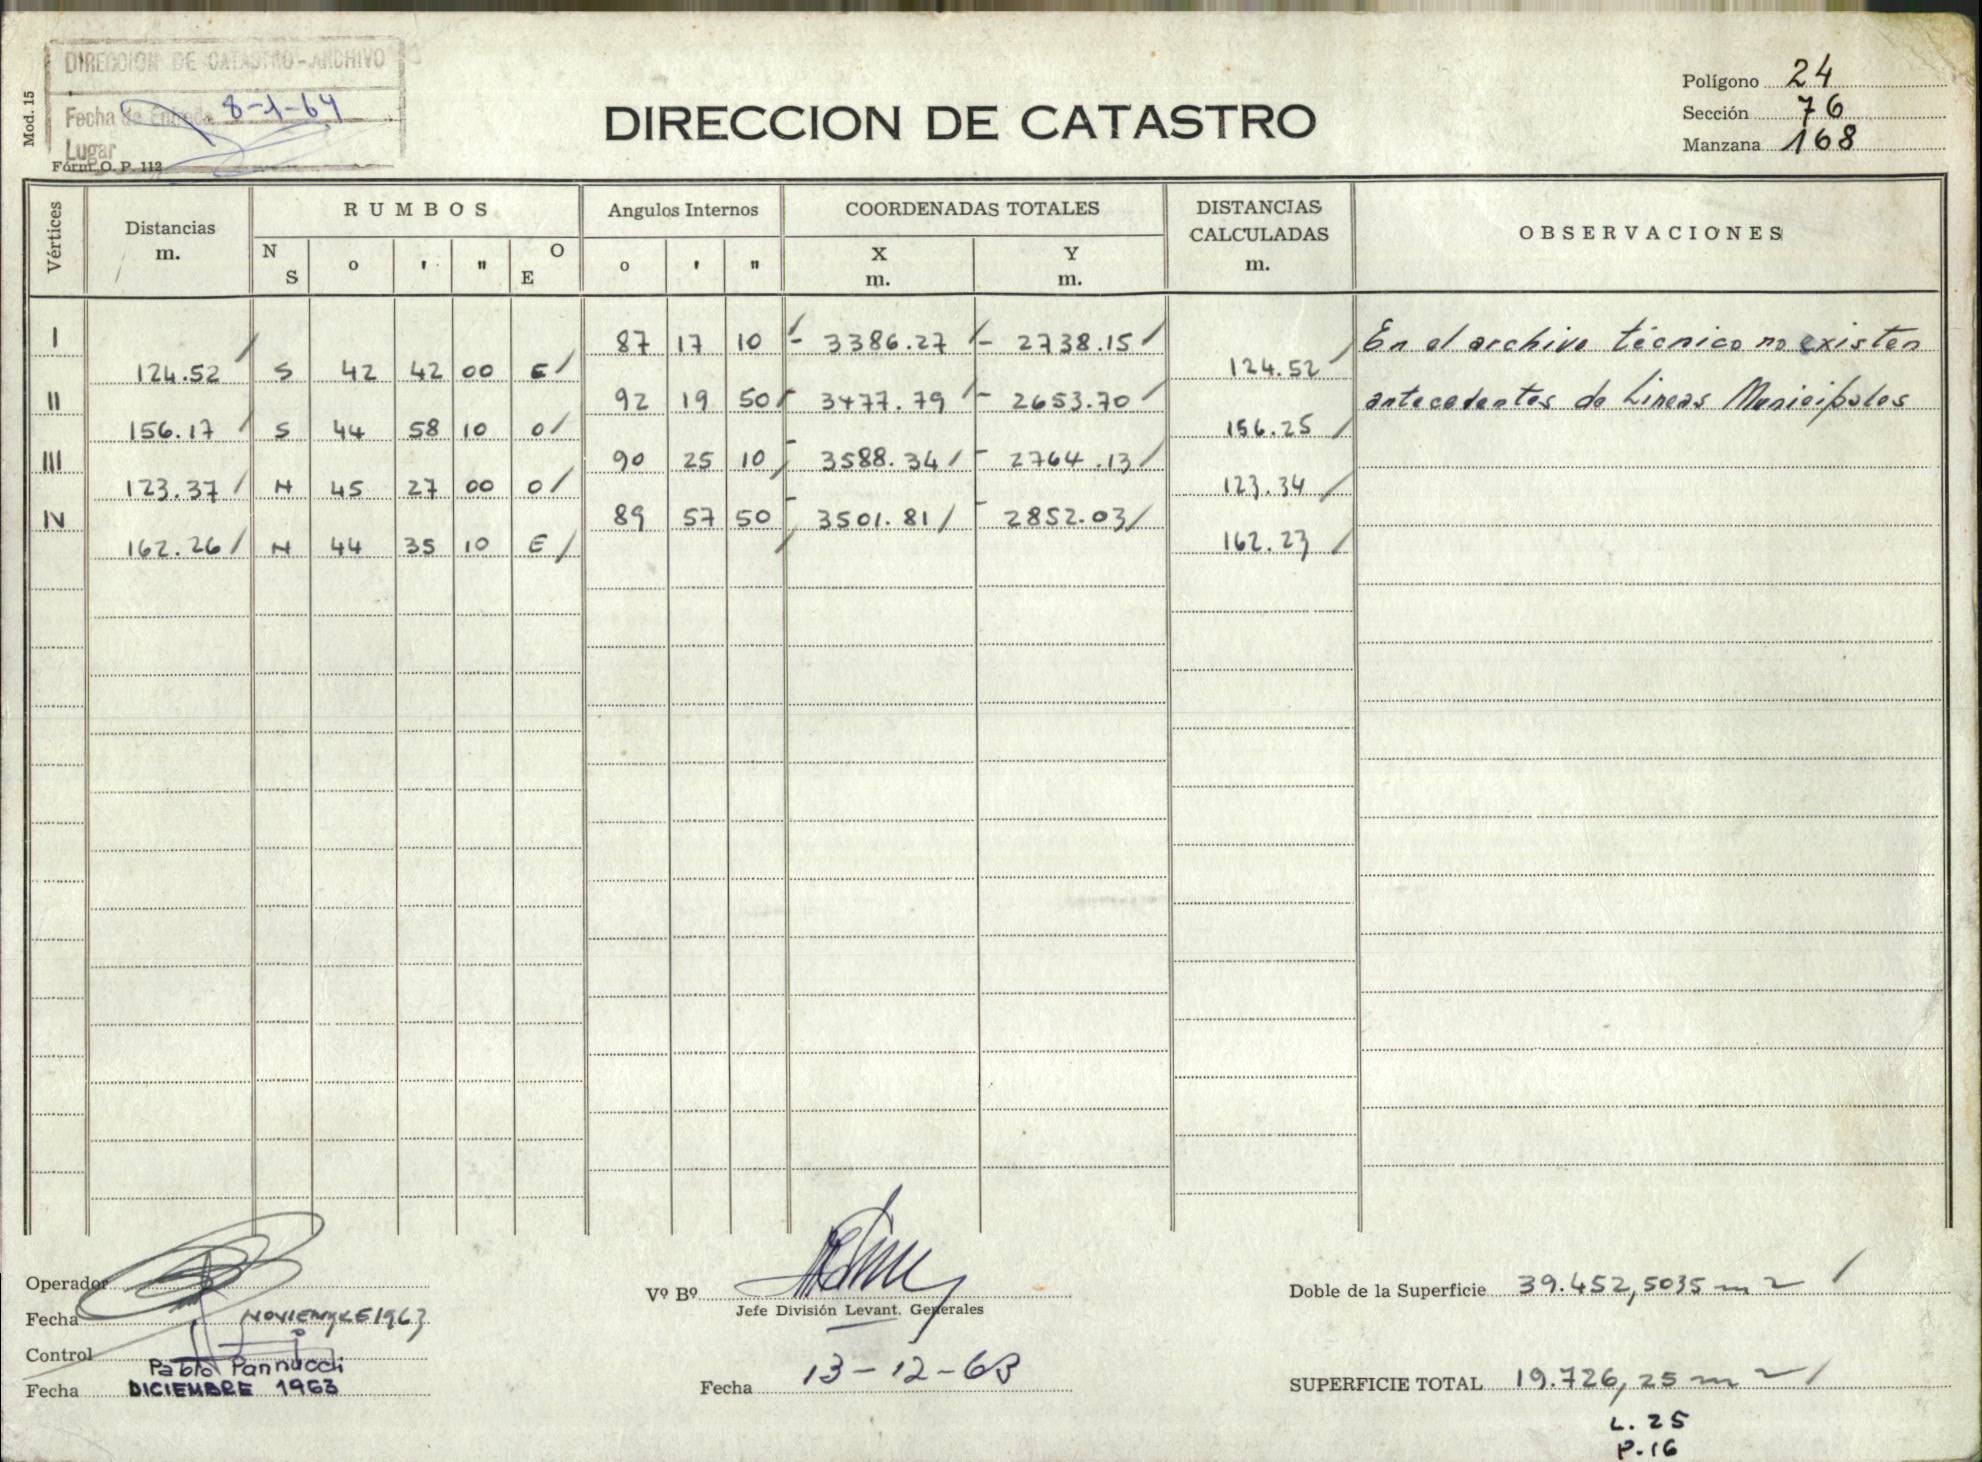 DIRECCION DE CATASTRO - ARCHIVO
Fecha de Entrada 8-1-64
Lugar
Mod. 15
Fórm. O. P. 112
DIRECCION DE CATASTRO
Polígono 24
Sección 76
Manzana 168
Vértices
Distancias
m.
RUMBOS
N S
o ' "
O E
Angulos Internos
o ' "
COORDENADAS TOTALES
X
m.
Y
m.
DISTANCIAS
CALCULADAS
m.
OBSERVACIONES
I 87 17 10 - 3386.27 - 2738.15 En el archivo técnico no existen
124.52 S 42 42 00 E 124.52
II 92 19 50 - 3477.79 - 2653.70 antecedentes de Lineas Municipales
156.17 S 44 58 10 O 156.25
III 90 25 10 - 3588.34 - 2764.13
123.37 N 45 27 00 O 123.34
IV 89 57 50 - 3501.81 - 2852.03
162.26 N 44 35 10 E 162.23
Operador
Fecha 1963
Control Pablo Pannucci
Fecha DICIEMBRE 1963
Vº Bº
Jefe División Levant. Generales
Fecha 13-12-63
Doble de la Superficie 39.452,5035 m2
SUPERFICIE TOTAL 19.726,25 m2
L. 25
P. 16